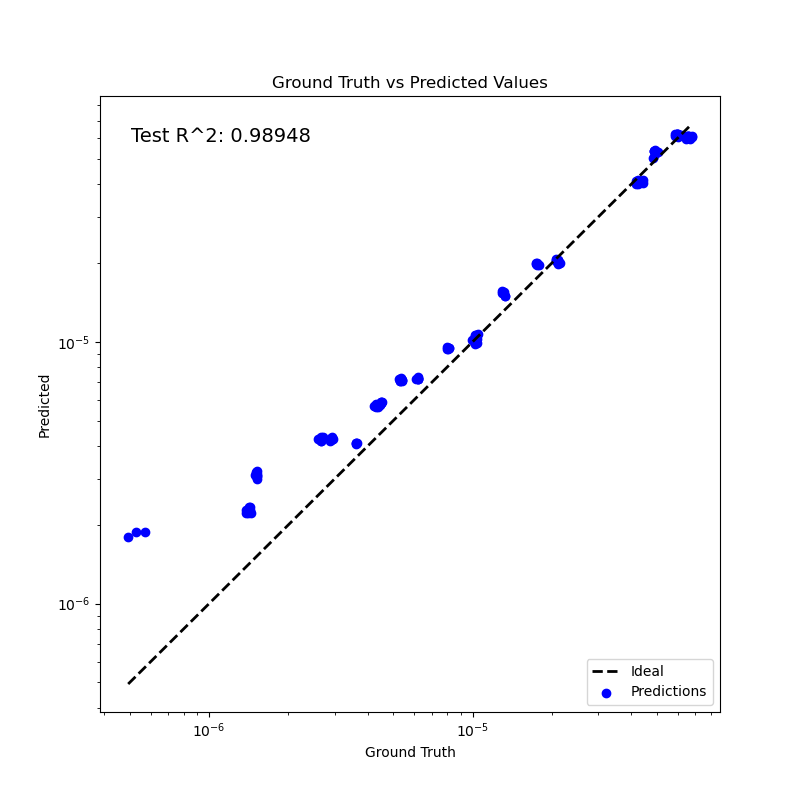 Ground Truth vs Predicted Values
Test R^2: 0.98948
Predicted
10⁻⁵
10⁻⁶
Ideal
Predictions
10⁻⁶
10⁻⁵
Ground Truth